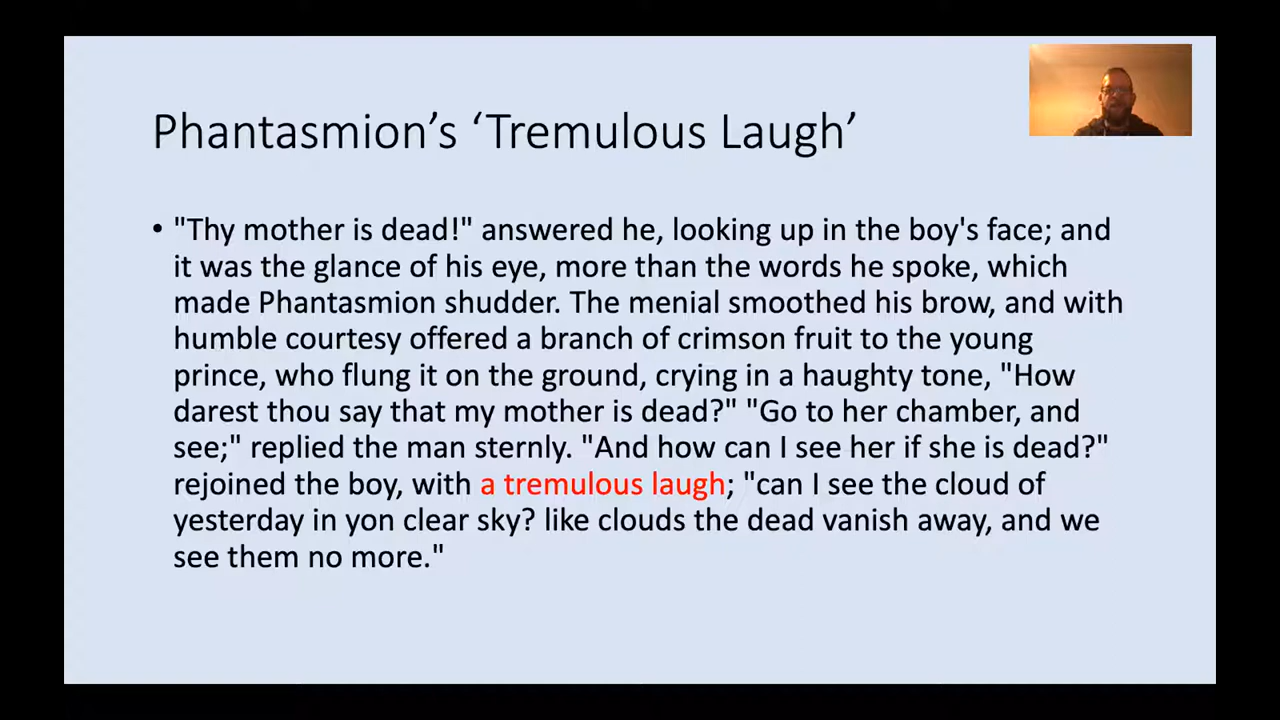 Phantasmion’s ‘Tremulous Laugh’
• "Thy mother is dead!" answered he, looking up in the boy's face; and
it was the glance of his eye, more than the words he spoke, which
made Phantasmion shudder. The menial smoothed his brow, and with
humble courtesy offered a branch of crimson fruit to the young
prince, who flung it on the ground, crying in a haughty tone, "How
darest thou say that my mother is dead?" "Go to her chamber, and
see;" replied the man sternly. "And how can I see her if she is dead?"
rejoined the boy, with a tremulous laugh; "can I see the cloud of
yesterday in yon clear sky? like clouds the dead vanish away, and we
see them no more."